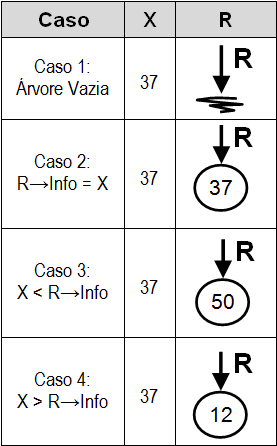 Caso X R
Caso 1:
Árvore Vazia
37
R
Caso 2:
R→Info = X
37
R
37
Caso 3:
X < R→Info
37
R
50
Caso 4:
X > R→Info
37
R
12